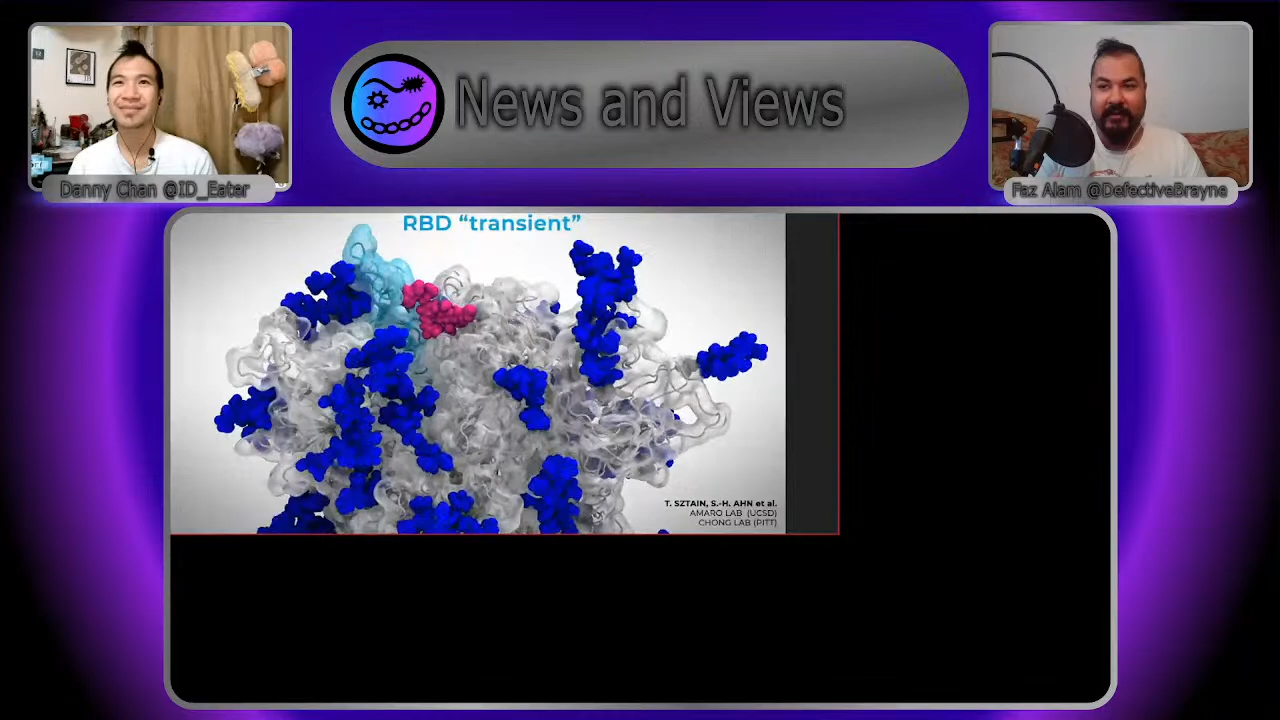 News and Views
Danny Chan @ID_Eater
Faz Alam @DefectiveBrayne
RBD “transient”
T. SZTAIN, S.-H. AHN et al.
AMARO LAB (UCSD)
CHONG LAB (PITT)